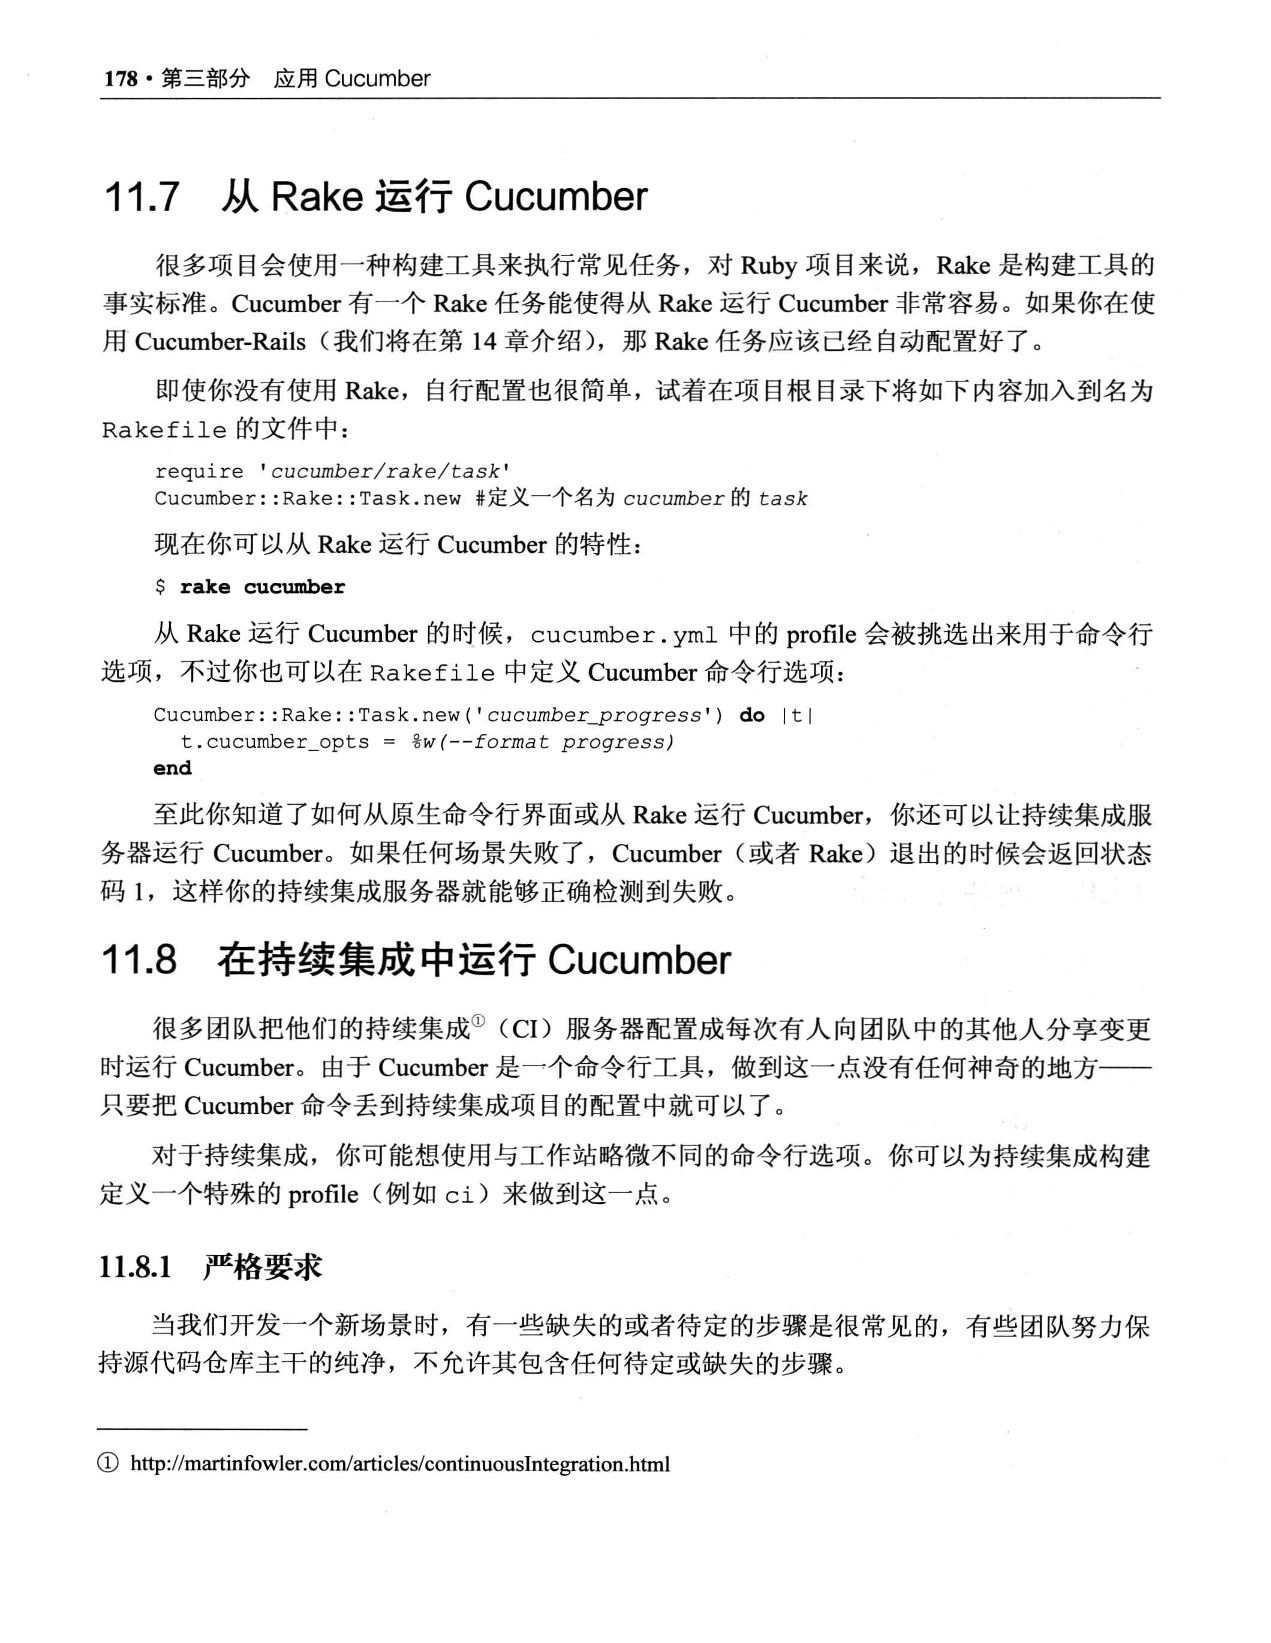 178 • 第三部分 应用 Cucumber
11.7 从 Rake 运行 Cucumber
很多项目会使用一种构建工具来执行常见任务，对 Ruby 项目来说，Rake 是构建工具的
事实标准。Cucumber 有一个 Rake 任务能使得从 Rake 运行 Cucumber 非常容易。如果你在使
用 Cucumber-Rails（我们将在第 14 章介绍），那 Rake 任务应该已经自动配置好了。
即使你没有使用 Rake，自行配置也很简单，试着在项目根目录下将如下内容加入到名为
Rakefile 的文件中：
require 'cucumber/rake/task'
Cucumber::Rake::Task.new #定义一个名为 cucumber 的 task
现在你可以从 Rake 运行 Cucumber 的特性：
$ rake cucumber
从 Rake 运行 Cucumber 的时候，cucumber.yml 中的 profile 会被挑选出来用于命令行
选项，不过你也可以在 Rakefile 中定义 Cucumber 命令行选项：
Cucumber::Rake::Task.new('cucumber_progress') do |t|
  t.cucumber_opts = %w(--format progress)
end
至此你知道了如何从原生命令行界面或从 Rake 运行 Cucumber，你还可以让持续集成服
务器运行 Cucumber。如果任何场景失败了，Cucumber（或者 Rake）退出的时候会返回状态
码 1，这样你的持续集成服务器就能够正确检测到失败。
11.8 在持续集成中运行 Cucumber
很多团队把他们的持续集成①（CI）服务器配置成每次有人向团队中的其他人分享变更
时运行 Cucumber。由于 Cucumber 是一个命令行工具，做到这一点没有任何神奇的地方——
只要把 Cucumber 命令丢到持续集成项目的配置中就可以了。
对于持续集成，你可能想使用与工作站略微不同的命令行选项。你可以为持续集成构建
定义一个特殊的 profile（例如 ci）来做到这一点。
11.8.1 严格要求
当我们开发一个新场景时，有一些缺失的或者待定的步骤是很常见的，有些团队努力保
持源代码仓库主干的纯净，不允许其包含任何待定或缺失的步骤。
① http://martinfowler.com/articles/continuousIntegration.html